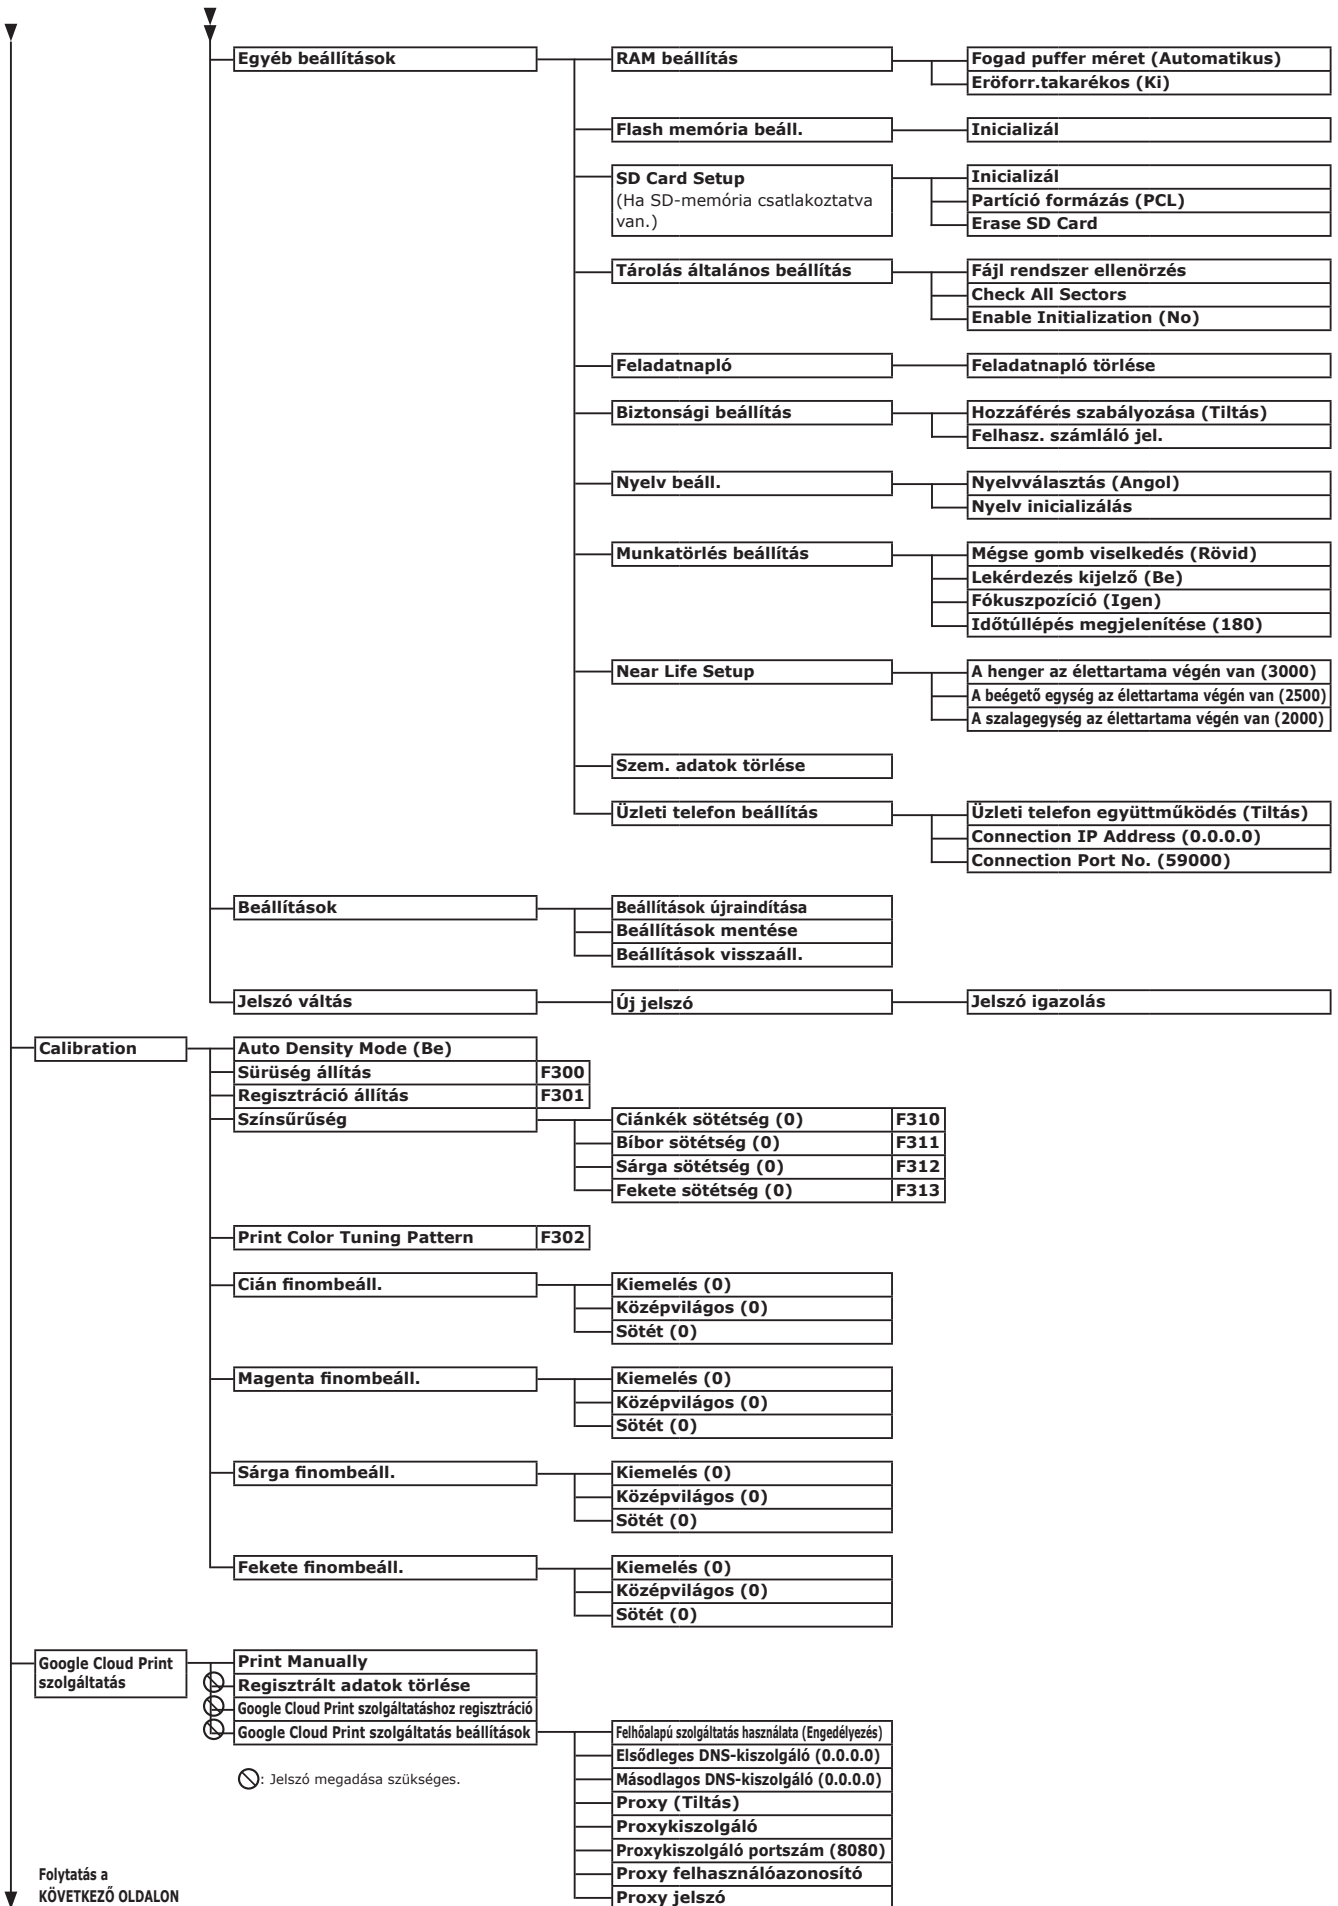 Egyéb beállítások
RAM beállítás
Fogad puffer méret (Automatikus)
Eröforr.takarékos (Ki)
Flash memória beáll.
Inicializál
SD Card Setup
(Ha SD-memória csatlakoztatva
van.)
Inicializál
Partíció formázás (PCL)
Erase SD Card
Tárolás általános beállítás
Fájl rendszer ellenörzés
Check All Sectors
Enable Initialization (No)
Feladatnapló
Feladatnapló törlése
Biztonsági beállítás
Hozzáférés szabályozása (Tiltás)
Felhasz. számláló jel.
Nyelv beáll.
Nyelvválasztás (Angol)
Nyelv inicializálás
Munkatörlés beállítás
Mégse gomb viselkedés (Rövid)
Lekérdezés kijelző (Be)
Fókuszpozíció (Igen)
Időtúllépés megjelenítése (180)
Near Life Setup
A henger az élettartama végén van (3000)
A beégető egység az élettartama végén van (2500)
A szalagegység az élettartama végén van (2000)
Szem. adatok törlése
Üzleti telefon beállítás
Üzleti telefon együttműködés (Tiltás)
Connection IP Address (0.0.0.0)
Connection Port No. (59000)
Beállítások
Beállítások újraindítása
Beállítások mentése
Beállítások visszaáll.
Jelszó váltás
Új jelszó
Jelszó igazolás
Calibration
Auto Density Mode (Be)
Sürüség állítás F300
Regisztráció állítás F301
Színsűrűség
Ciánkék sötétség (0) F310
Bíbor sötétség (0) F311
Sárga sötétség (0) F312
Fekete sötétség (0) F313
Print Color Tuning Pattern F302
Cián finombeáll.
Kiemelés (0)
Középvilágos (0)
Sötét (0)
Magenta finombeáll.
Kiemelés (0)
Középvilágos (0)
Sötét (0)
Sárga finombeáll.
Kiemelés (0)
Középvilágos (0)
Sötét (0)
Fekete finombeáll.
Kiemelés (0)
Középvilágos (0)
Sötét (0)
Google Cloud Print
szolgáltatás
Print Manually
Regisztrált adatok törlése
Google Cloud Print szolgáltatáshoz regisztráció
Google Cloud Print szolgáltatás beállítások
Felhőalapú szolgáltatás használata (Engedélyezés)
Elsődleges DNS-kiszolgáló (0.0.0.0)
Másodlagos DNS-kiszolgáló (0.0.0.0)
Proxy (Tiltás)
Proxykiszolgáló
Proxykiszolgáló portszám (8080)
Proxy felhasználóazonosító
Proxy jelszó
: Jelszó megadása szükséges.
Folytatás a
KÖVETKEZŐ OLDALON